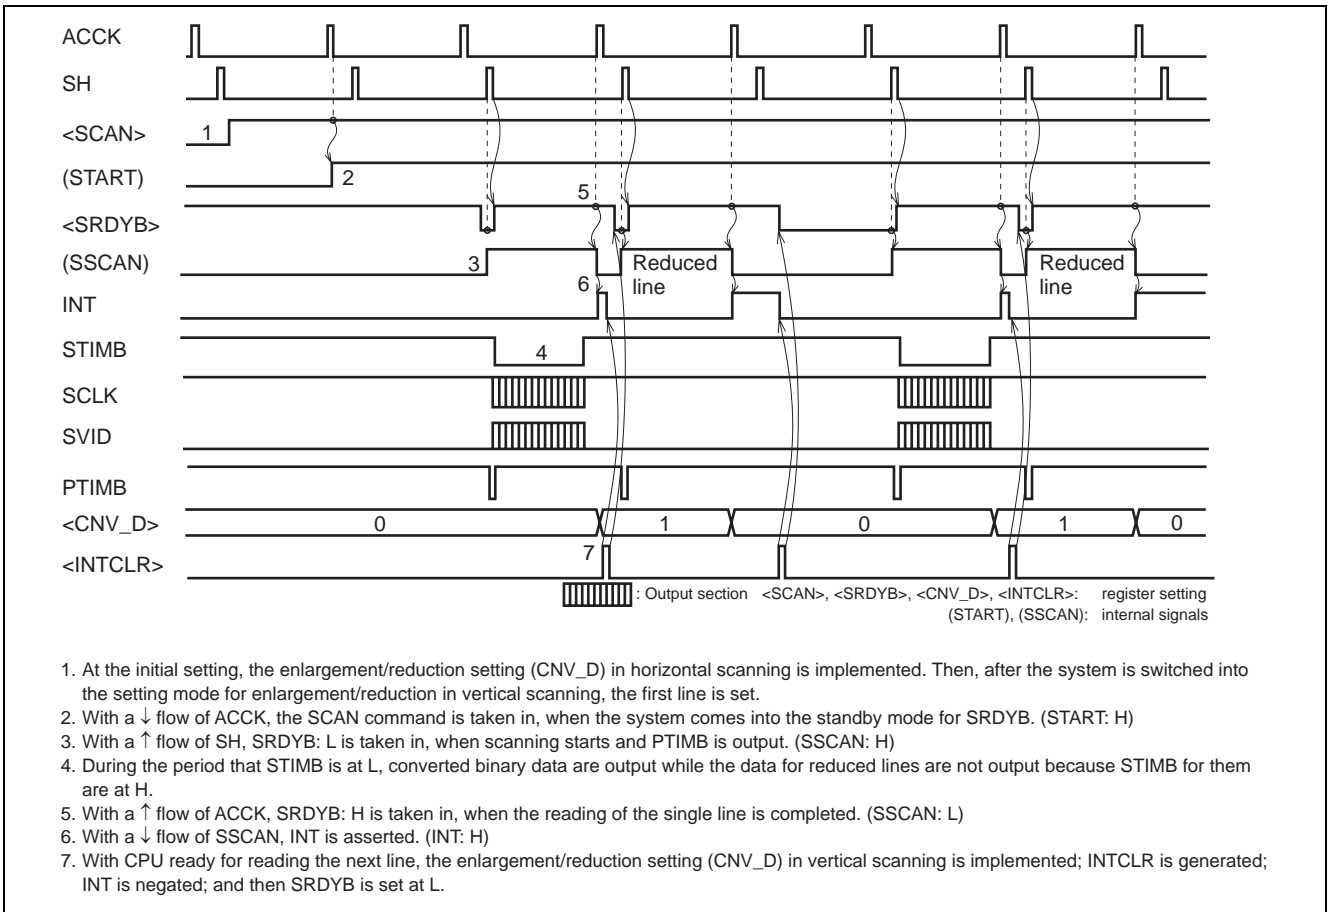 ACCK
SH
<SCAN> 1
(START) 2
5
<SRDYB>
(SSCAN) 3 Reduced line Reduced line
6
INT
STIMB 4
SCLK
SVID
PTIMB
<CNV_D> 0 1 0 1 0
<INTCLR> 7
: Output section <SCAN>, <SRDYB>, <CNV_D>, <INTCLR>: register setting
(START), (SSCAN): internal signals
1. At the initial setting, the enlargement/reduction setting (CNV_D) in horizontal scanning is implemented. Then, after the system is switched into
the setting mode for enlargement/reduction in vertical scanning, the first line is set.
2. With a ↓ flow of ACCK, the SCAN command is taken in, when the system comes into the standby mode for SRDYB. (START: H)
3. With a ↑ flow of SH, SRDYB: L is taken in, when scanning starts and PTIMB is output. (SSCAN: H)
4. During the period that STIMB is at L, converted binary data are output while the data for reduced lines are not output because STIMB for them
are at H.
5. With a ↑ flow of ACCK, SRDYB: H is taken in, when the reading of the single line is completed. (SSCAN: L)
6. With a ↓ flow of SSCAN, INT is asserted. (INT: H)
7. With CPU ready for reading the next line, the enlargement/reduction setting (CNV_D) in vertical scanning is implemented; INTCLR is generated;
INT is negated; and then SRDYB is set at L.